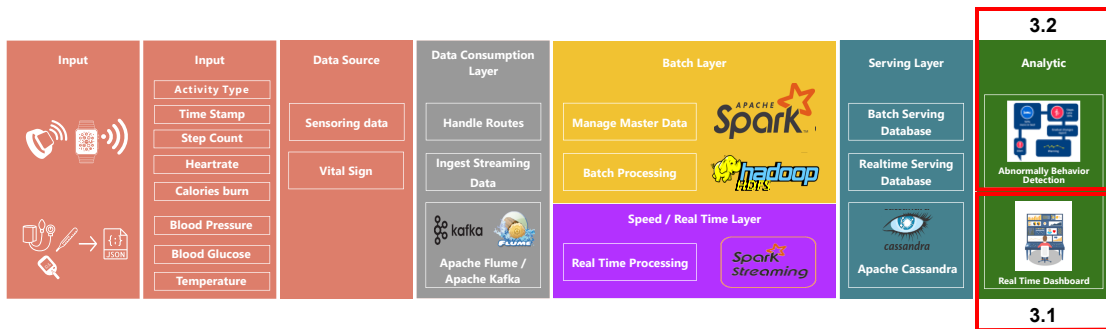 3.2
Input
{:}
JSON
Input
Activity Type
Time Stamp
Step Count
Heartrate
Calories burn
Blood Pressure
Blood Glucose
Temperature
Data Source
Sensoring data
Vital Sign
Data Consumption
Layer
Handle Routes
Ingest Streaming
Data
kafka
FLUME
Apache Flume /
Apache Kafka
Batch Layer
Manage Master Data
APACHE
Spark
Batch Processing
hadoop
HDFS
Speed / Real Time Layer
Real Time Processing
Spark
Streaming
Serving Layer
Batch Serving
Database
Realtime Serving
Database
cassandra
Apache Cassandra
Analytic
Abnormally Behavior
Detection
Real Time Dashboard
3.1